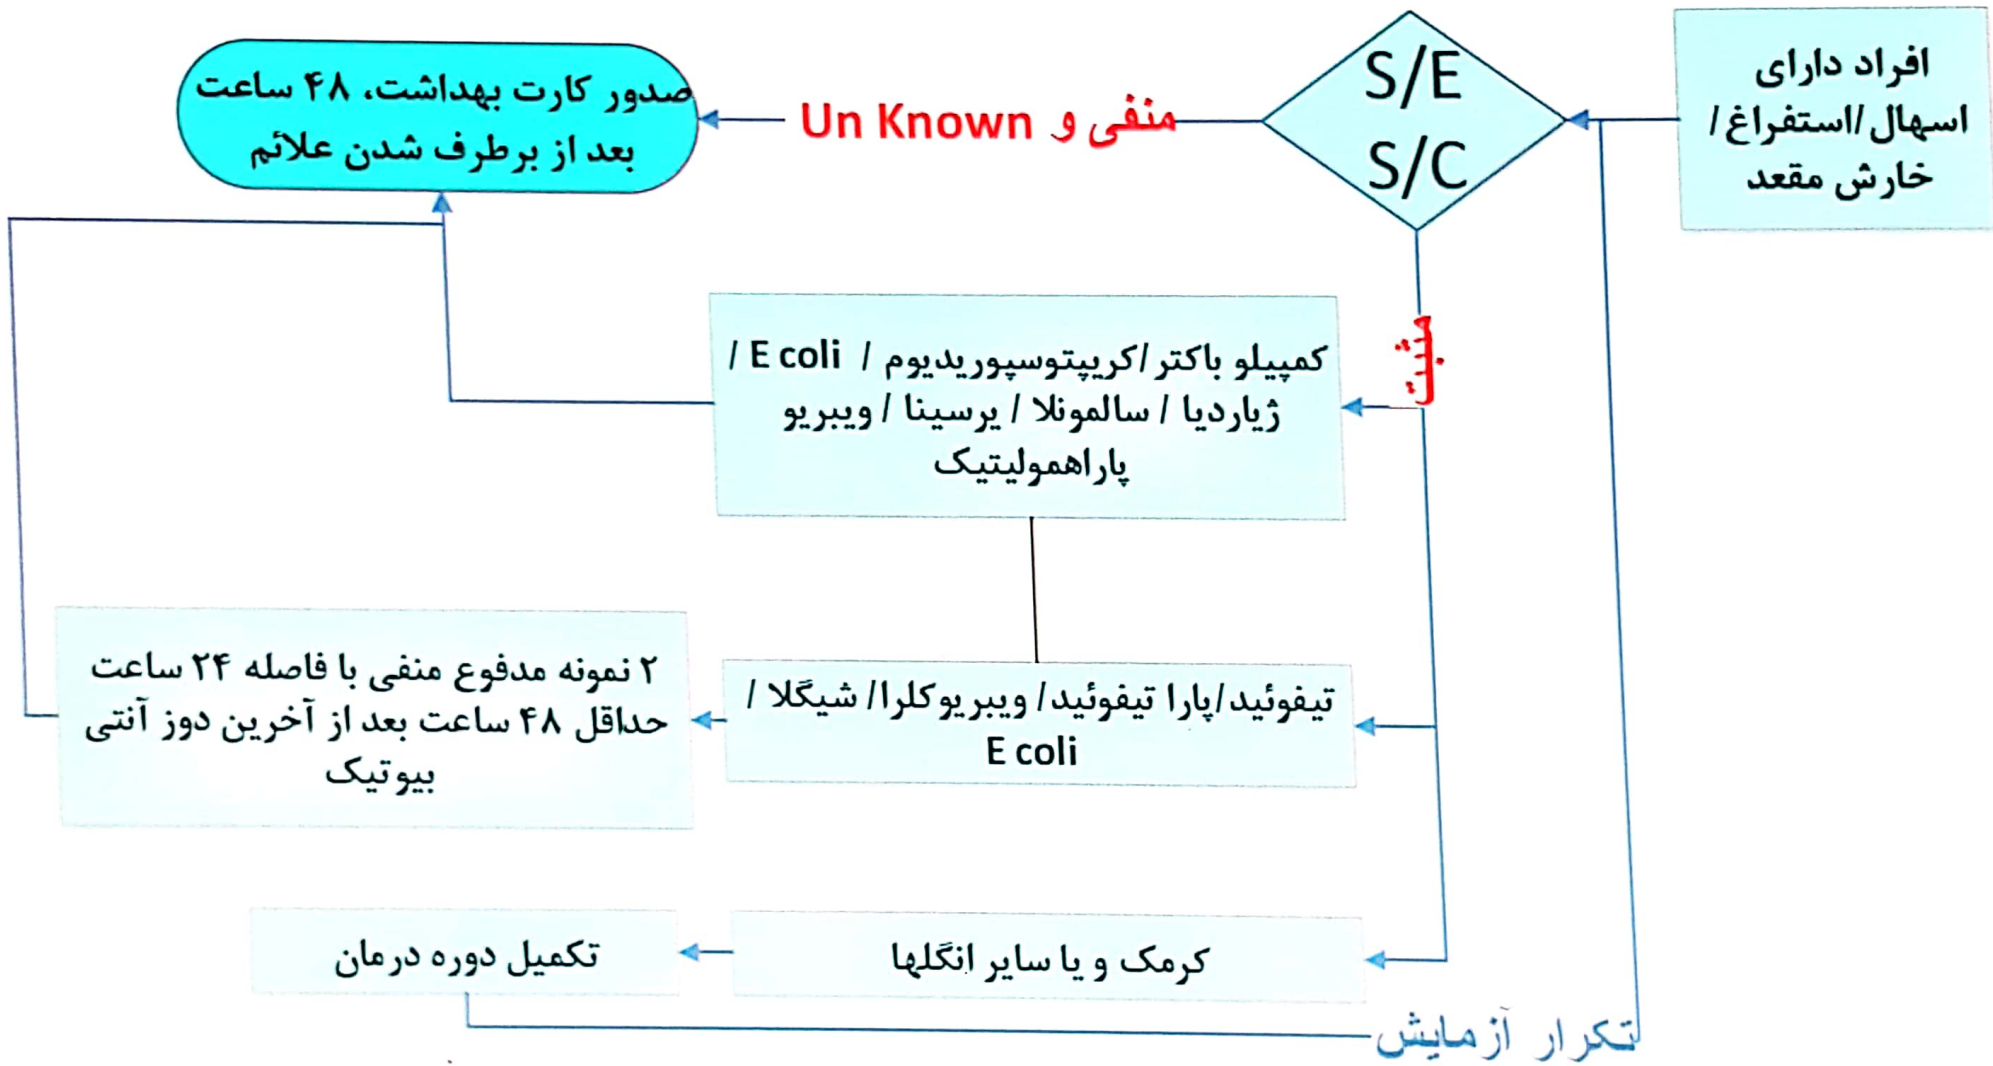 افراد دارای
اسهال/استفراغ/
خارش مقعد
S/E
S/C
منفی و Un Known
صدور کارت بهداشت، ۴۸ ساعت
بعد از برطرف شدن علائم
مثبت
کمپیلو باکتر/کریپتوسپوریدیوم / E coli /
ژیاردیا / سالمونلا / یرسینا / ویبریو
پاراهمولیتیک
تیفوئید/پارا تیفوئید/ ویبریوکلرا/ شیگلا /
E coli
۲ نمونه مدفوع منفی با فاصله ۲۴ ساعت
حداقل ۴۸ ساعت بعد از آخرین دوز آنتی
بیوتیک
کرمک و یا سایر انگلها
تکمیل دوره درمان
تکرار آزمایش